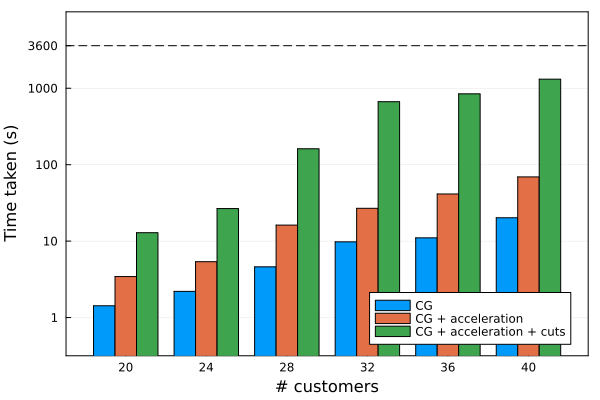 Time taken (s)
3600
1000
100
10
1
CG
CG + acceleration
CG + acceleration + cuts
20 24 28 32 36 40
# customers